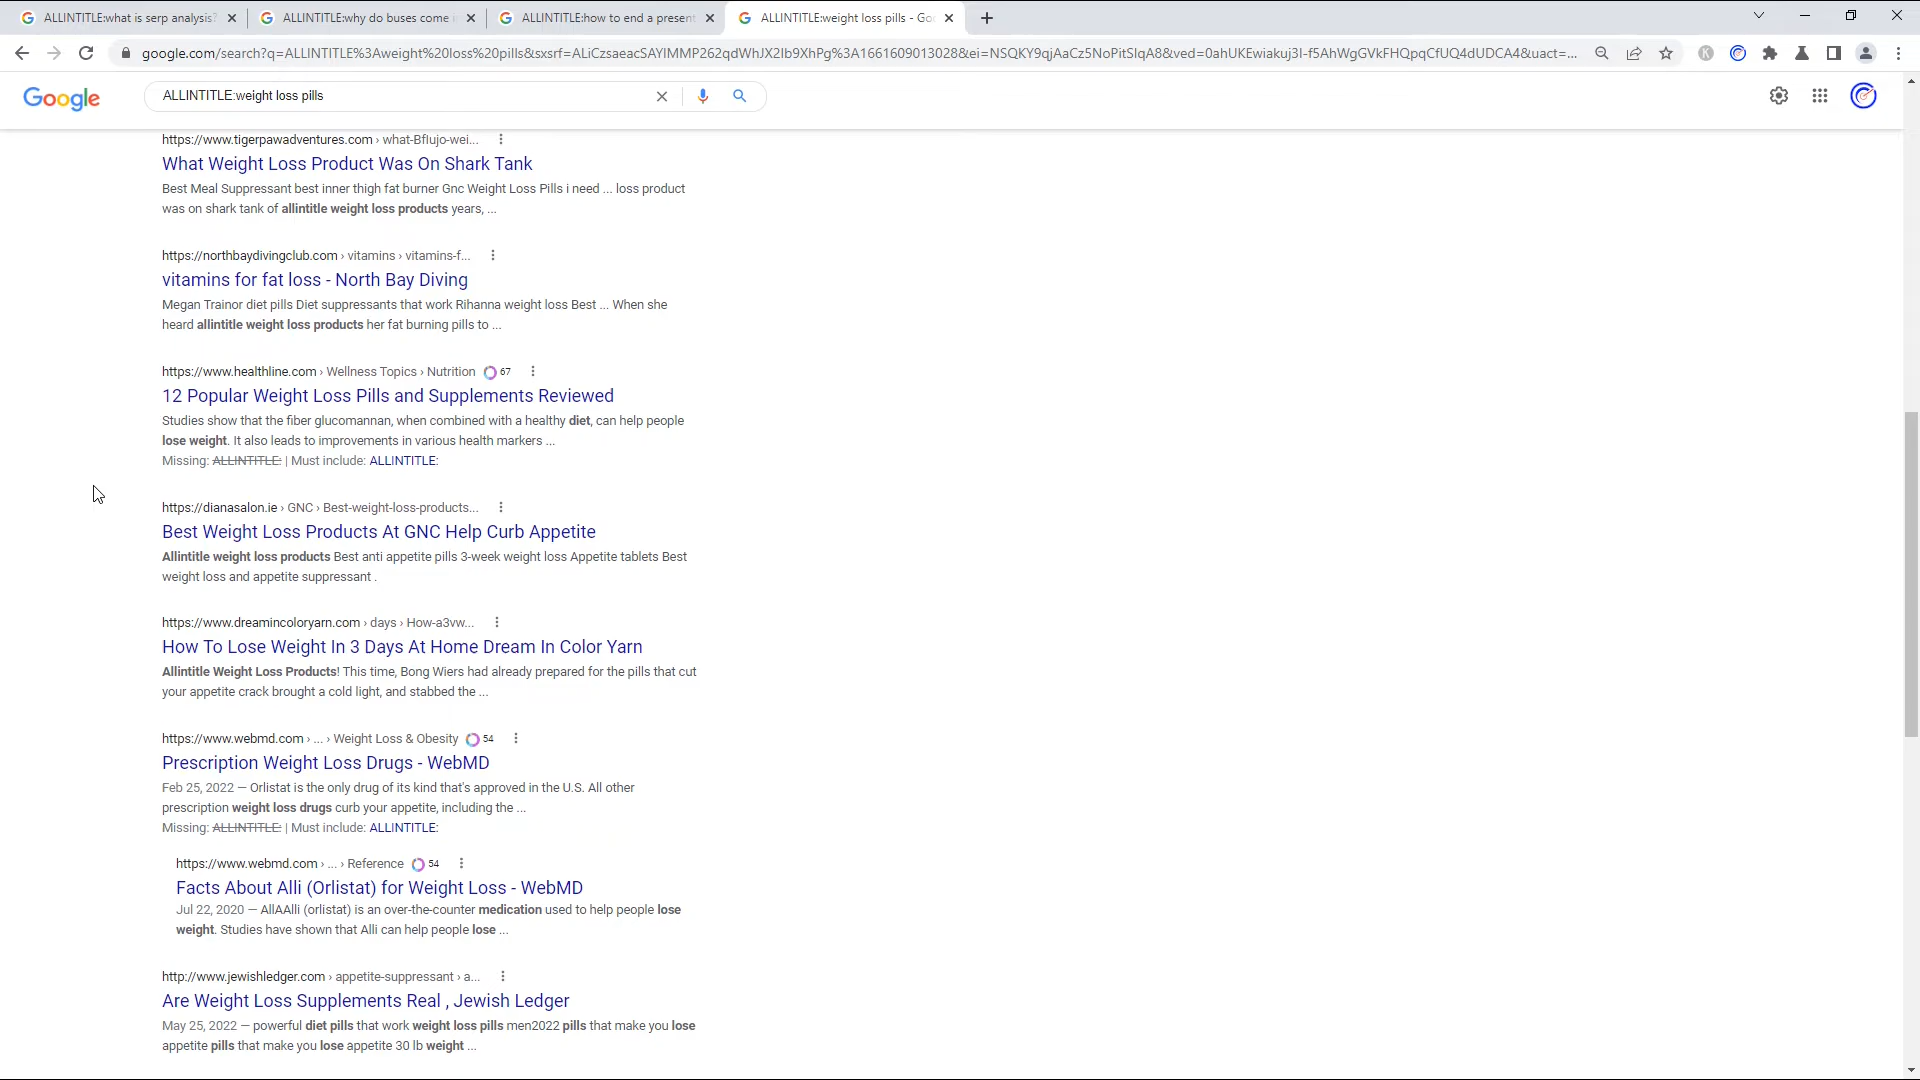 ALLINTITLE:what is serp analysis?
ALLINTITLE:why do buses come i
ALLINTITLE:how to end a present
ALLINTITLE:weight loss pills - Goo
google.com/search?q=ALLINTITLE%3Aweight%20loss%20pills&sxsrf=ALiCzsaeacSAYIMMP262qdWhJX2Ib9XhPg%3A1661609013028&ei=NSQKY9qjAaCz5NoPitSIqA8&ved=0ahUKEwiakuj3I-f5AhWgGVkFHQpqCfUQ4dUDCA4&uact=...
Google
ALLINTITLE:weight loss pills
https://www.tigerpawadventures.com › what-Bflujo-wei...
What Weight Loss Product Was On Shark Tank
Best Meal Suppressant best inner thigh fat burner Gnc Weight Loss Pills i need ... loss product
was on shark tank of allintitle weight loss products years, ...
https://northbaydivingclub.com › vitamins › vitamins-f...
vitamins for fat loss - North Bay Diving
Megan Trainor diet pills Diet suppressants that work Rihanna weight loss Best ... When she
heard allintitle weight loss products her fat burning pills to ...
https://www.healthline.com › Wellness Topics › Nutrition 67
12 Popular Weight Loss Pills and Supplements Reviewed
Studies show that the fiber glucomannan, when combined with a healthy diet, can help people
lose weight. It also leads to improvements in various health markers ...
Missing: ALLINTITLE: | Must include: ALLINTITLE:
https://dianasalon.ie › GNC › Best-weight-loss-products...
Best Weight Loss Products At GNC Help Curb Appetite
Allintitle weight loss products Best anti appetite pills 3-week weight loss Appetite tablets Best
weight loss and appetite suppressant .
https://www.dreamincoloryarn.com › days › How-a3vw...
How To Lose Weight In 3 Days At Home Dream In Color Yarn
Allintitle Weight Loss Products! This time, Bong Wiers had already prepared for the pills that cut
your appetite crack brought a cold light, and stabbed the ...
https://www.webmd.com › ... › Weight Loss & Obesity 54
Prescription Weight Loss Drugs - WebMD
Feb 25, 2022 — Orlistat is the only drug of its kind that's approved in the U.S. All other
prescription weight loss drugs curb your appetite, including the ...
Missing: ALLINTITLE: | Must include: ALLINTITLE:
https://www.webmd.com › ... › Reference 54
Facts About Alli (Orlistat) for Weight Loss - WebMD
Jul 22, 2020 — AllAAlli (orlistat) is an over-the-counter medication used to help people lose
weight. Studies have shown that Alli can help people lose ...
http://www.jewishledger.com › appetite-suppressant › a...
Are Weight Loss Supplements Real , Jewish Ledger
May 25, 2022 — powerful diet pills that work weight loss pills men2022 pills that make you lose
appetite pills that make you lose appetite 30 lb weight ...